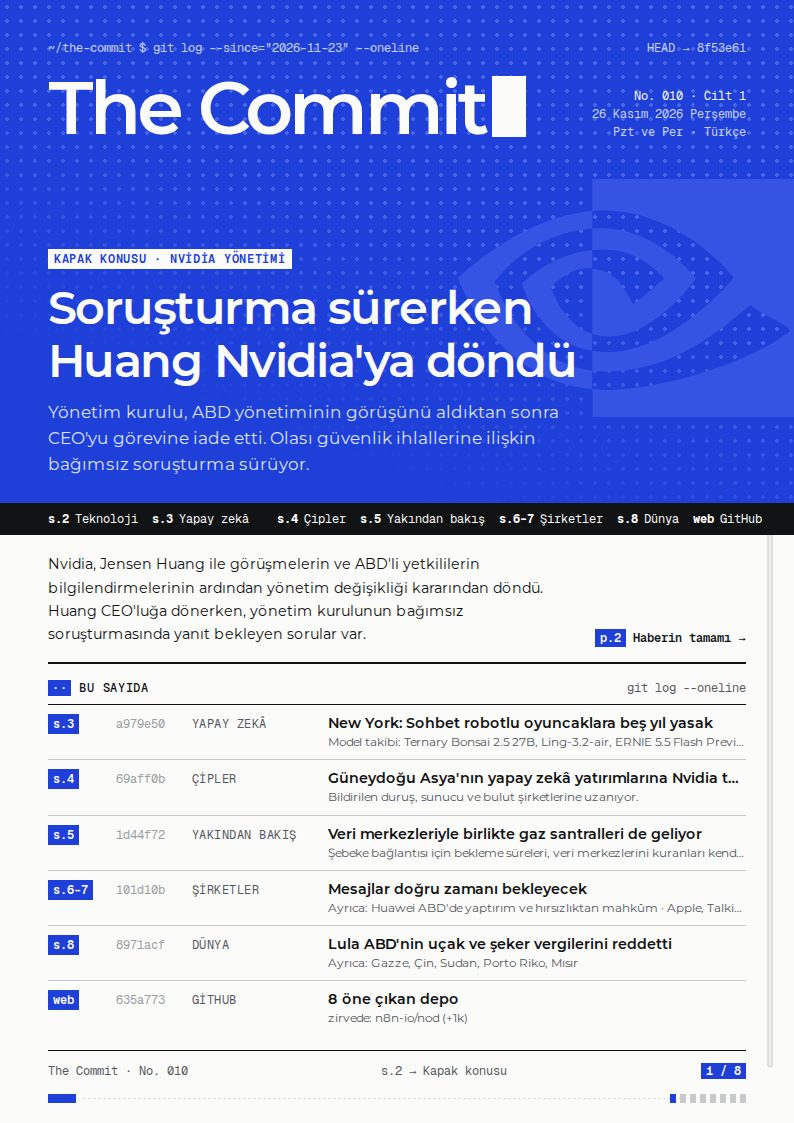 ~/the-commit $ git log --since="2026-11-23" --oneline
HEAD → 8f53e61
The Commit
No. 010 · Cilt 1
26 Kasım 2026 Perşembe
Pzt ve Per · Türkçe
KAPAK KONUSU · NVİDİA YÖNETİMİ
Soruşturma sürerken
Huang Nvidia'ya döndü
Yönetim kurulu, ABD yönetiminin görüşünü aldıktan sonra
CEO'yu görevine iade etti. Olası güvenlik ihlallerine ilişkin
bağımsız soruşturma sürüyor.
s.2 Teknoloji s.3 Yapay zekâ s.4 Çipler s.5 Yakından bakış s.6–7 Şirketler s.8 Dünya web GitHub
Nvidia, Jensen Huang ile görüşmelerin ve ABD'li yetkililerin
bilgilendirmelerinin ardından yönetim değişikliği kararından döndü.
Huang CEO'luğa dönerken, yönetim kurulunun bağımsız
soruşturmasında yanıt bekleyen sorular var.
p.2 Haberin tamamı →
·· BU SAYIDA
git log --oneline
s.3 a979e50 YAPAY ZEKÂ New York: Sohbet robotlu oyuncaklara beş yıl yasak
Model takibi: Ternary Bonsai 2.5 27B, Ling-3.2-air, ERNIE 5.5 Flash Previ…
s.4 69aff0b ÇİPLER Güneydoğu Asya'nın yapay zekâ yatırımlarına Nvidia t…
Bildirilen duruş, sunucu ve bulut şirketlerine uzanıyor.
s.5 1d44f72 YAKINDAN BAKIŞ Veri merkezleriyle birlikte gaz santralleri de geliyor
Şebeke bağlantısı için bekleme süreleri, veri merkezlerini kuranları kend…
s.6–7 101d10b ŞİRKETLER Mesajlar doğru zamanı bekleyecek
Ayrıca: Huawei ABD'de yaptırım ve hırsızlıktan mahkûm · Apple, Talki…
s.8 8971acf DÜNYA Lula ABD'nin uçak ve şeker vergilerini reddetti
Ayrıca: Gazze, Çin, Sudan, Porto Riko, Mısır
web 635a773 GİTHUB 8 öne çıkan depo
zirvede: n8n-io/nod (+1k)
The Commit · No. 010
s.2 → Kapak konusu
1 / 8